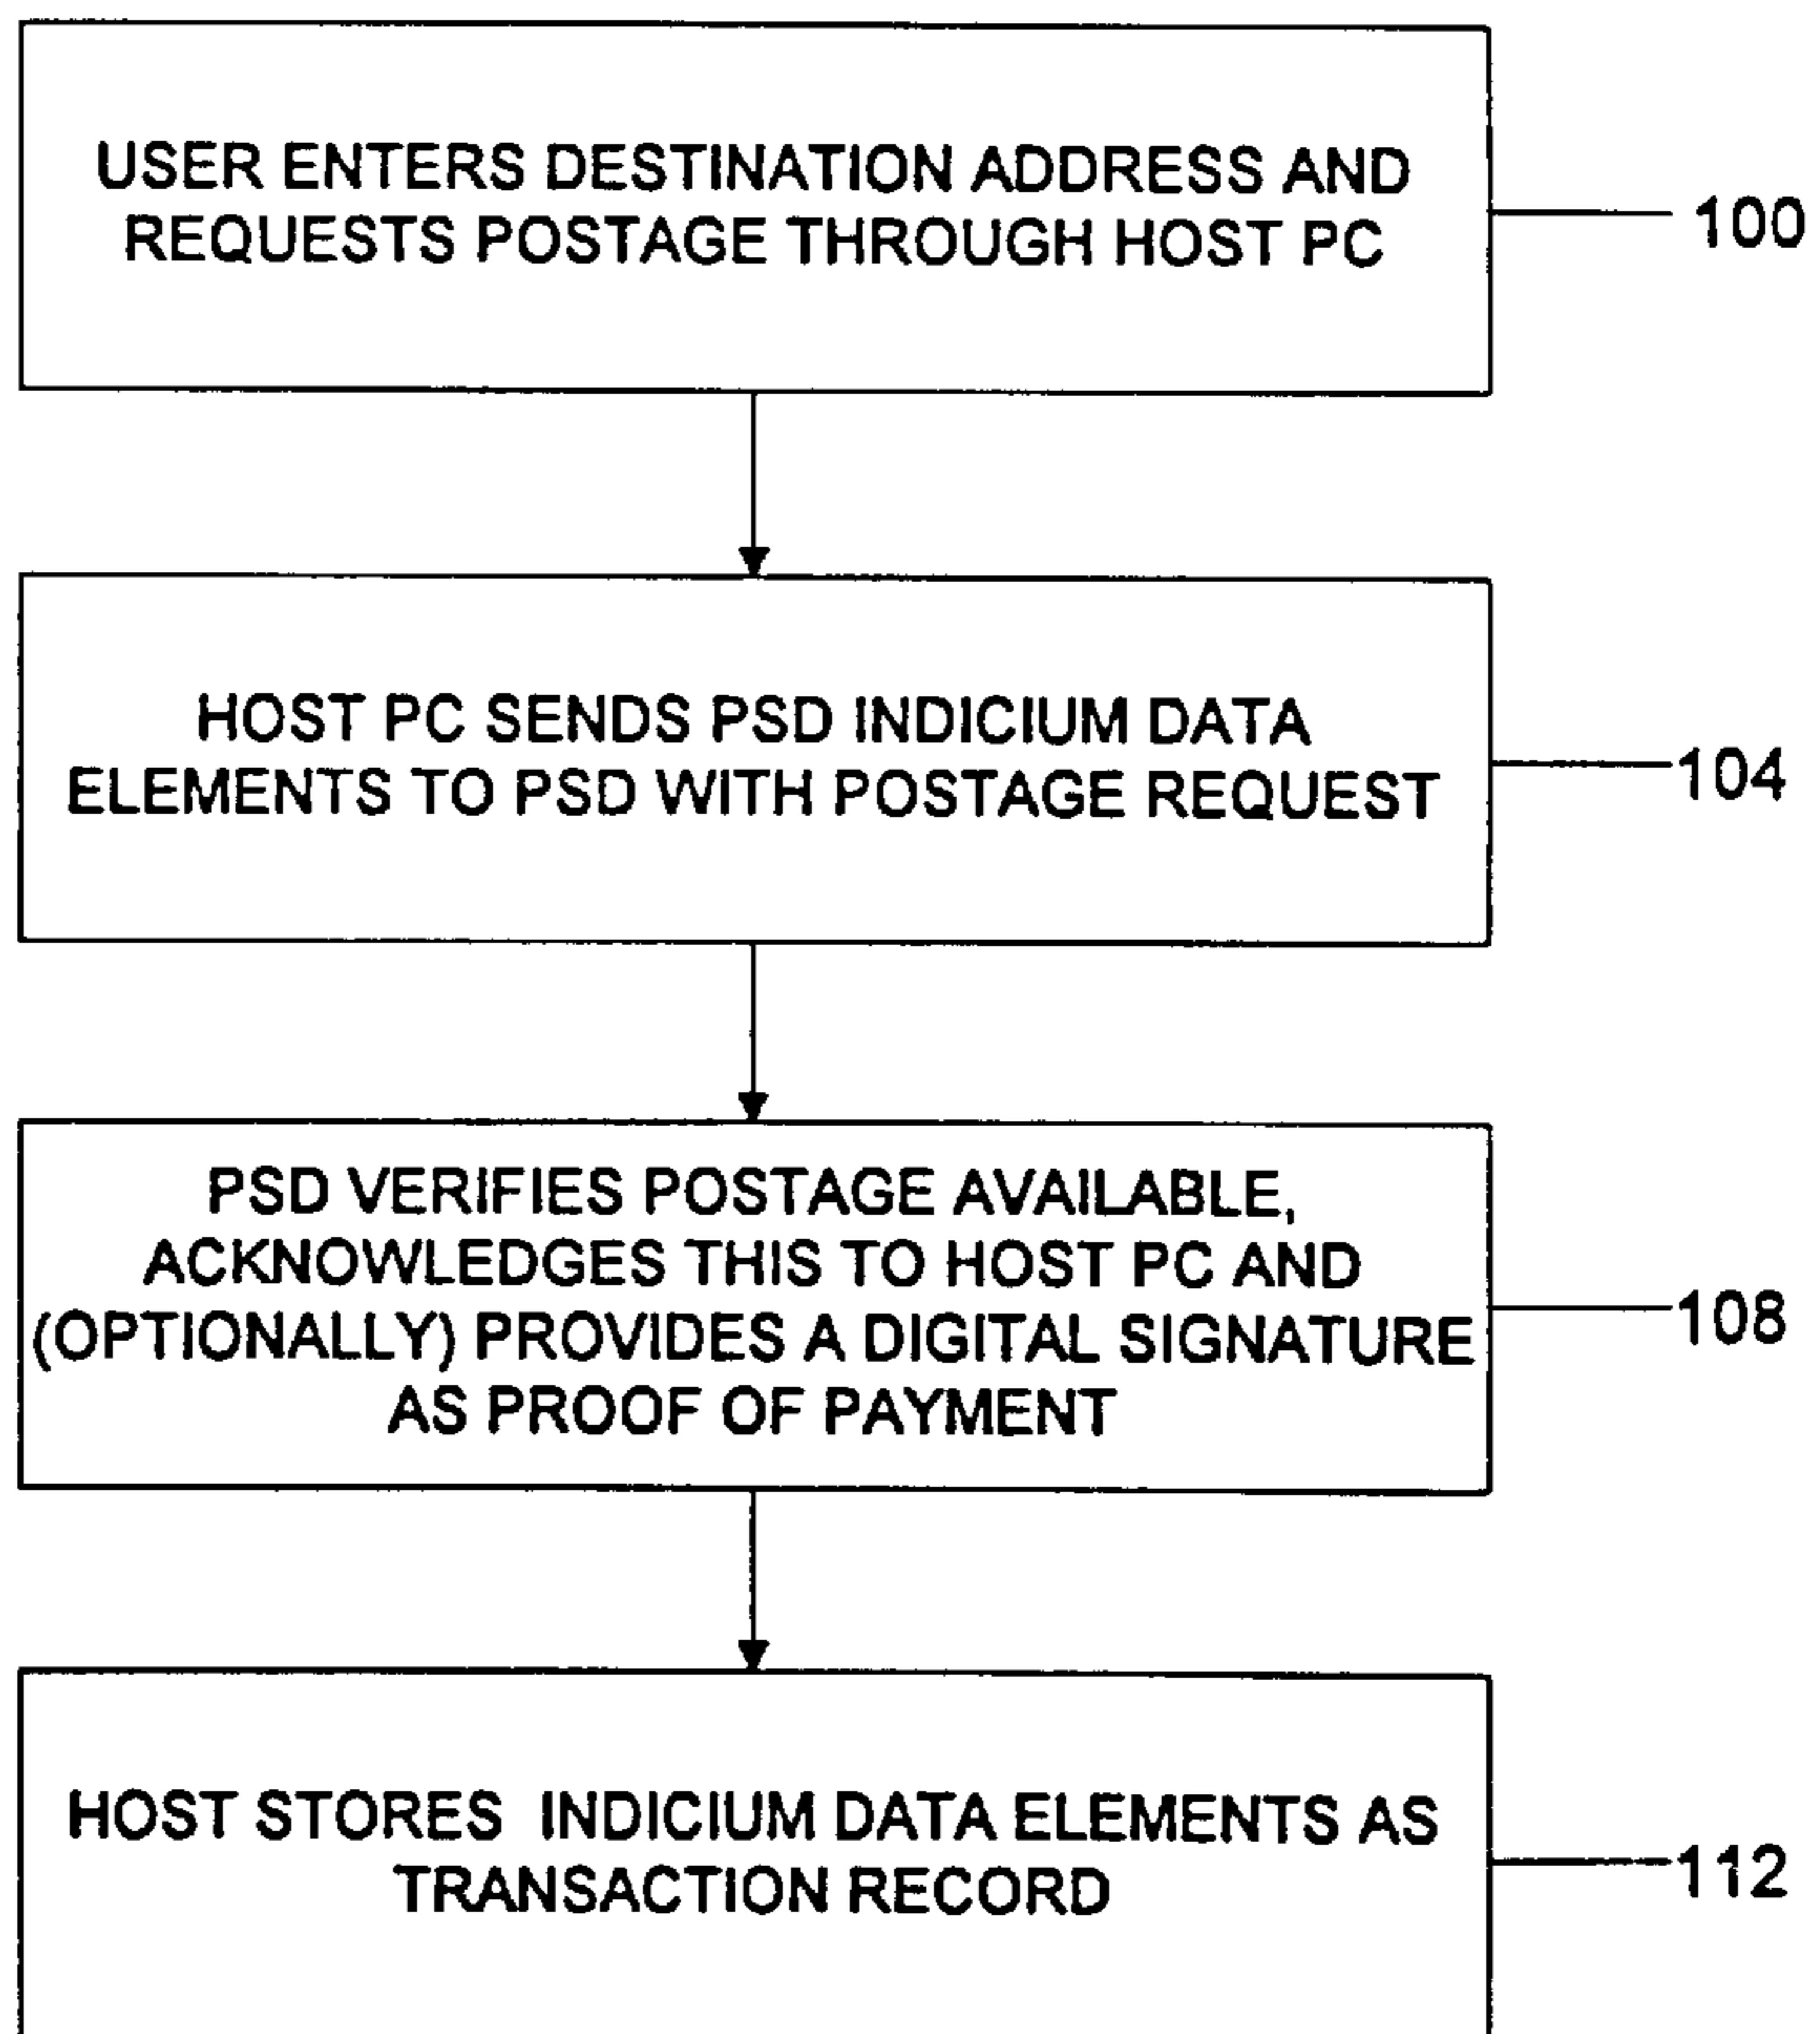 USER ENTERS DESTINATION ADDRESS AND
REQUESTS POSTAGE THROUGH HOST PC
100
HOST PC SENDS PSD INDICIUM DATA
ELEMENTS TO PSD WITH POSTAGE REQUEST
104
PSD VERIFIES POSTAGE AVAILABLE,
ACKNOWLEDGES THIS TO HOST PC AND
(OPTIONALLY) PROVIDES A DIGITAL SIGNATURE
AS PROOF OF PAYMENT
108
HOST STORES INDICIUM DATA ELEMENTS AS
TRANSACTION RECORD
112